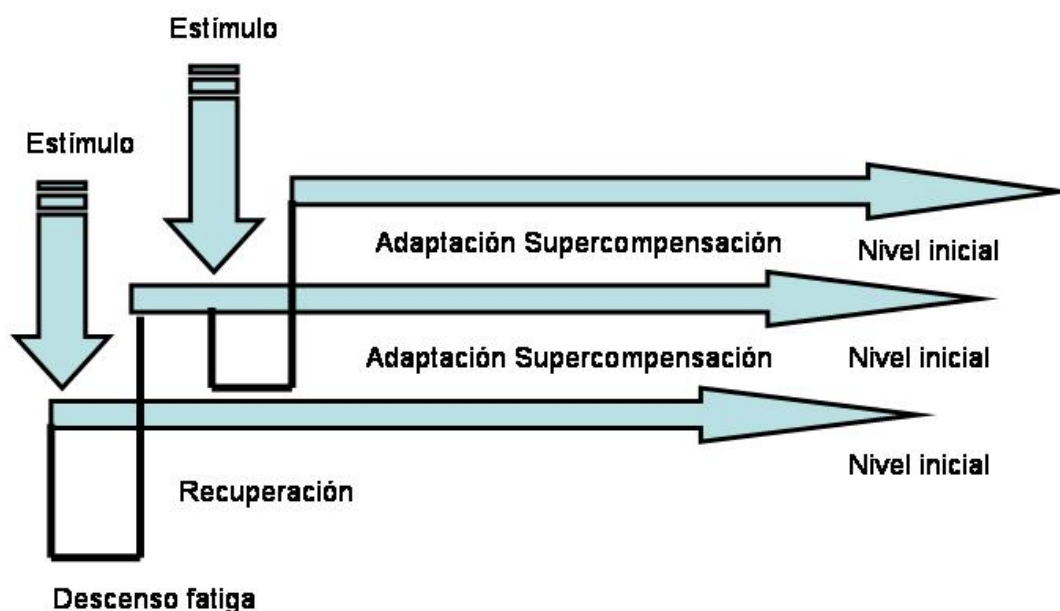 Estímulo
Estímulo
Adaptación Supercompensación
Nivel inicial
Adaptación Supercompensación
Nivel inicial
Nivel inicial
Recuperación
Descenso fatiga